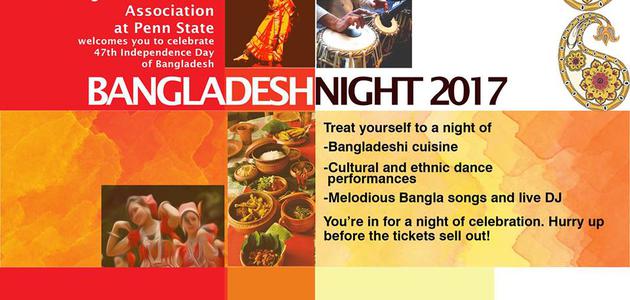 Association
at Penn State
welcomes you to celebrate
47th Independence Day
of Bangladesh
BANGLADESH NIGHT 2017
Treat yourself to a night of
-Bangladeshi cuisine
-Cultural and ethnic dance
performances
-Melodious Bangla songs and live DJ
You're in for a night of celebration. Hurry up
before the tickets sell out!